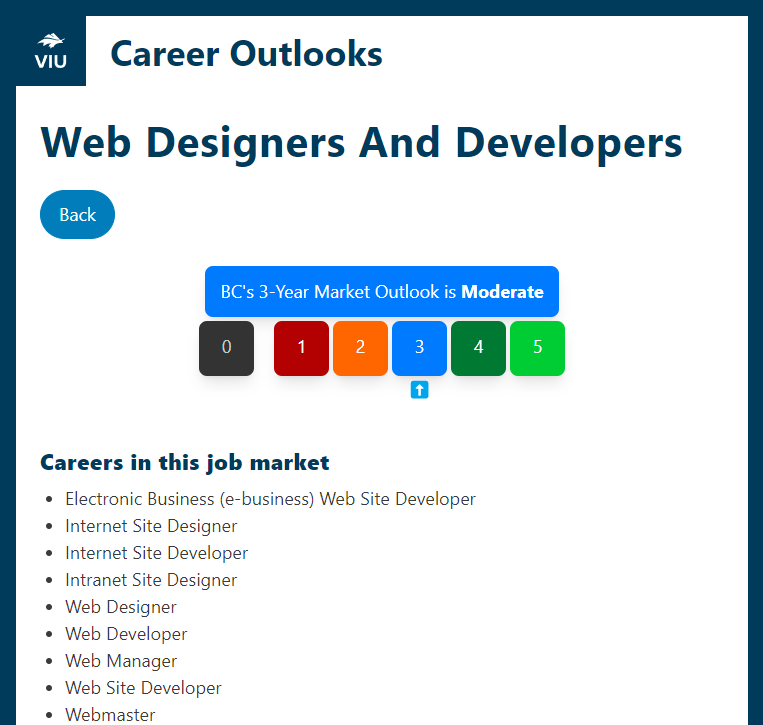 VIU
Career Outlooks
Web Designers And Developers
Back
BC's 3-Year Market Outlook is Moderate
0 1 2 3 4 5
Careers in this job market
Electronic Business (e-business) Web Site Developer
Internet Site Designer
Internet Site Developer
Intranet Site Designer
Web Designer
Web Developer
Web Manager
Web Site Developer
Webmaster